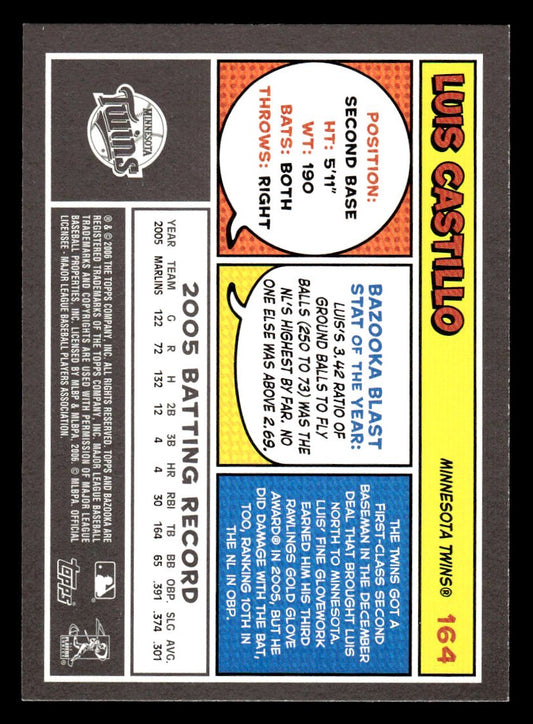 LUIS CASTILLO
MINNESOTA TWINS® 164
POSITION:
SECOND BASE
HT: 5'11"
WT: 190
BATS: BOTH
THROWS: RIGHT
BAZOOKA BLAST
STAT OF THE YEAR:
LUIS'S 3.42 RATIO OF
GROUND BALLS TO FLY
BALLS (250 TO 73) WAS THE
NL'S HIGHEST BY FAR. NO
ONE ELSE WAS ABOVE 2.69.
THE TWINS GOT A
FIRST-CLASS SECOND
BASEMAN IN THE DECEMBER
DEAL THAT BROUGHT LUIS
NORTH TO MINNESOTA.
LUIS' FINE GLOVEWORK
EARNED HIM HIS THIRD
RAWLINGS GOLD GLOVE
AWARD® IN 2005, BUT HE
DID DAMAGE WITH THE BAT,
TOO, RANKING 10TH IN
THE NL IN OBP.
MINNESOTA
Twins
2005 BATTING RECORD
YEAR TEAM G R H 2B 3B HR RBI TB BB OBP. SLG AVG.
2005 MARLINS 122 72 132 12 4 4 30 164 65 .391 .374 .301
® & © 2006 THE TOPPS COMPANY, INC. ALL RIGHTS RESERVED. TOPPS AND BAZOOKA ARE
REGISTERED TRADEMARKS OF THE TOPPS COMPANY, INC. MAJOR LEAGUE BASEBALL
TRADEMARKS AND COPYRIGHTS ARE USED WITH PERMISSION OF MAJOR LEAGUE
BASEBALL PROPERTIES, INC. LICENSED BY MLBP & MLBPA, 2006. © MLBPA. OFFICIAL
LICENSEE - MAJOR LEAGUE BASEBALL PLAYERS ASSOCIATION.
TOPPS